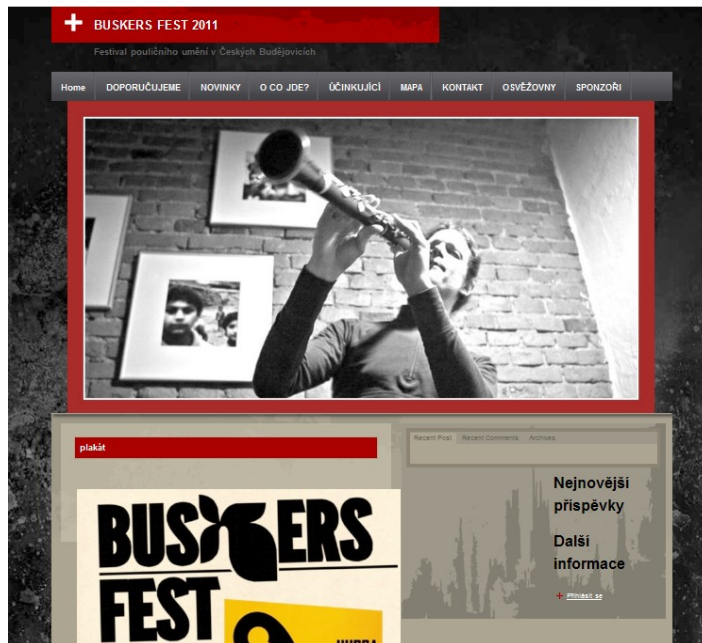 BUSKERS FEST 2011
Festival pouličního umění v Českých Budějovicích
Home DOPORUČUJEME NOVINKY O CO JDE? ÚČINKUJÍCÍ MAPA KONTAKT OSVĚŽOVNY SPONZOŘI
plakát
Recent Post Recent Comments Archives
BUSKERS
FEST
Nejnovější
příspěvky
Další
informace
Přihlásit se